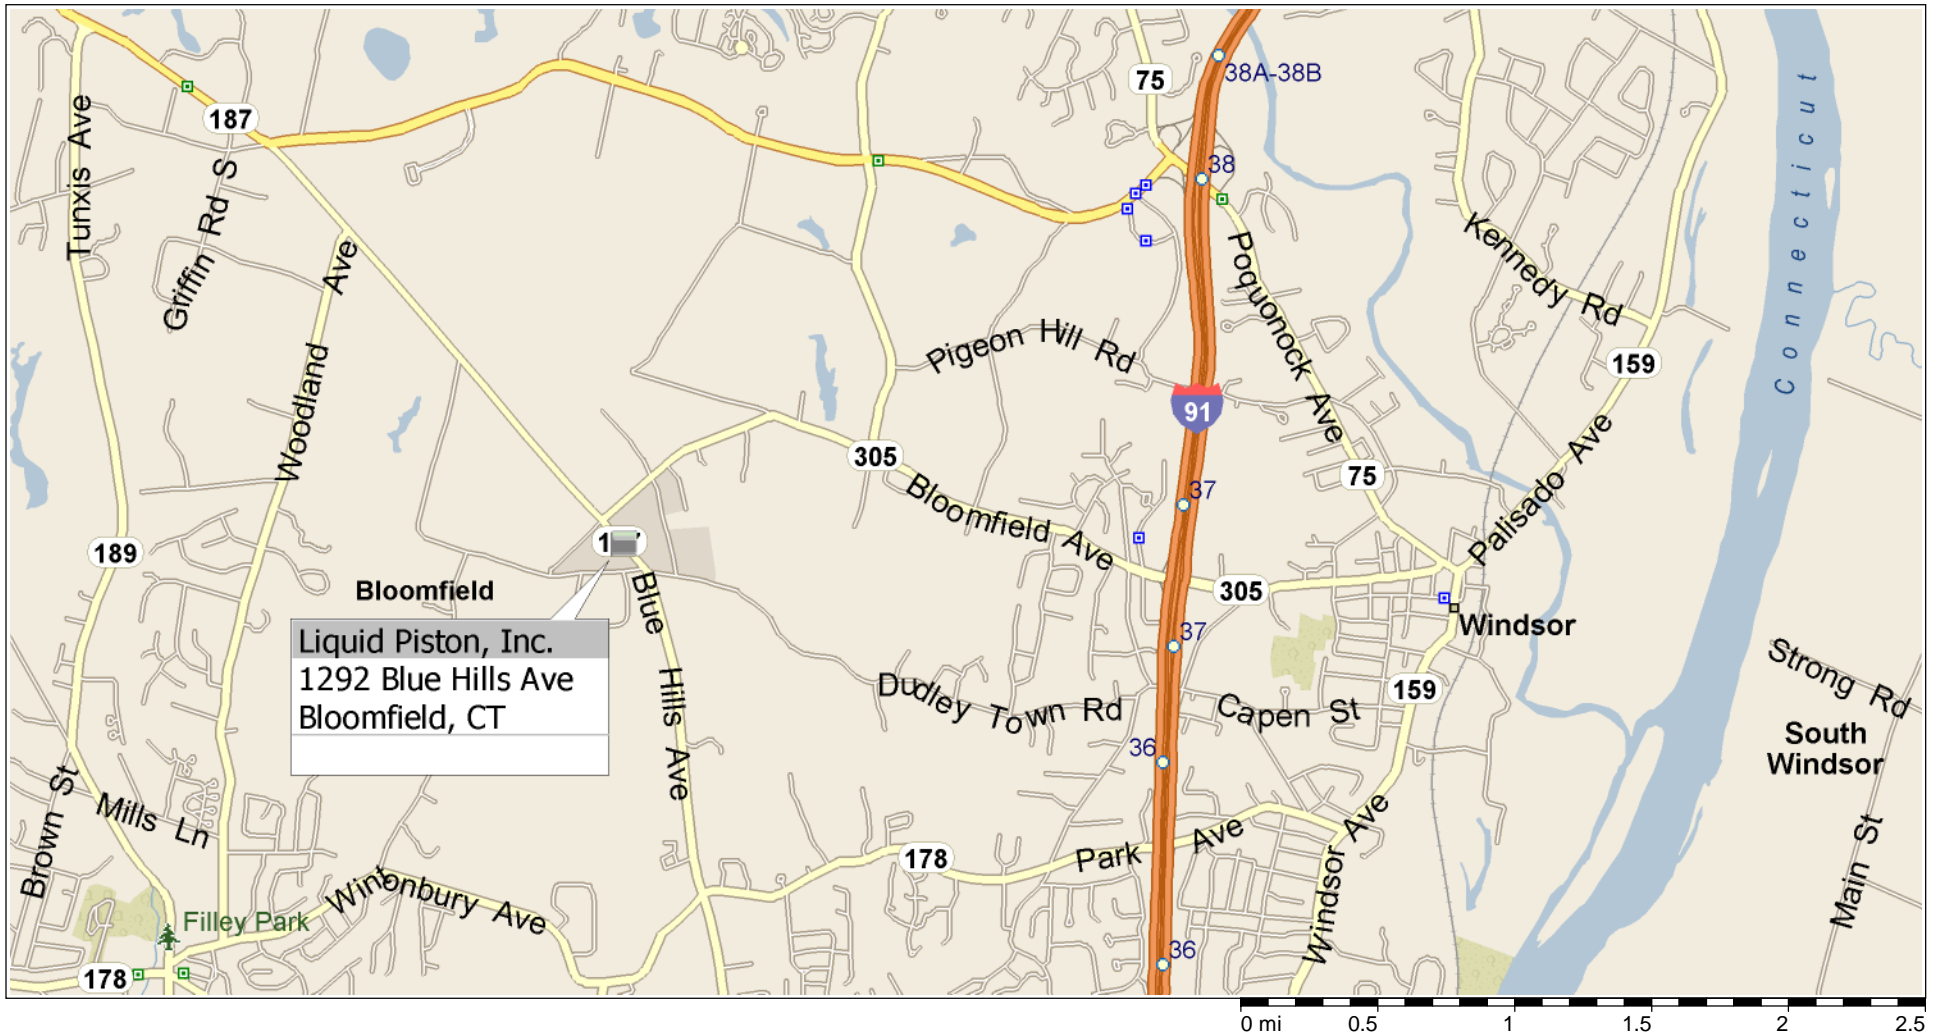 38A-38B
75
187
38
Tunxis Ave
Griffin Rd S
Connecticut
Poquonock Ave
Kennedy Rd
Woodland Ave
Pigeon Hill Rd
159
91
305
75
37
Bloomfield Ave
Palisado Ave
189
Bloomfield
305
Blue Hills Ave
Liquid Piston, Inc.
1292 Blue Hills Ave
Bloomfield, CT
Windsor
37
Strong Rd
Dudley Town Rd
Capen St
159
South
Windsor
36
Brown St
Mills Ln
178
Park Ave
Windsor Ave
Main St
Wintonbury Ave
Filley Park
36
178
0 mi 0.5 1 1.5 2 2.5